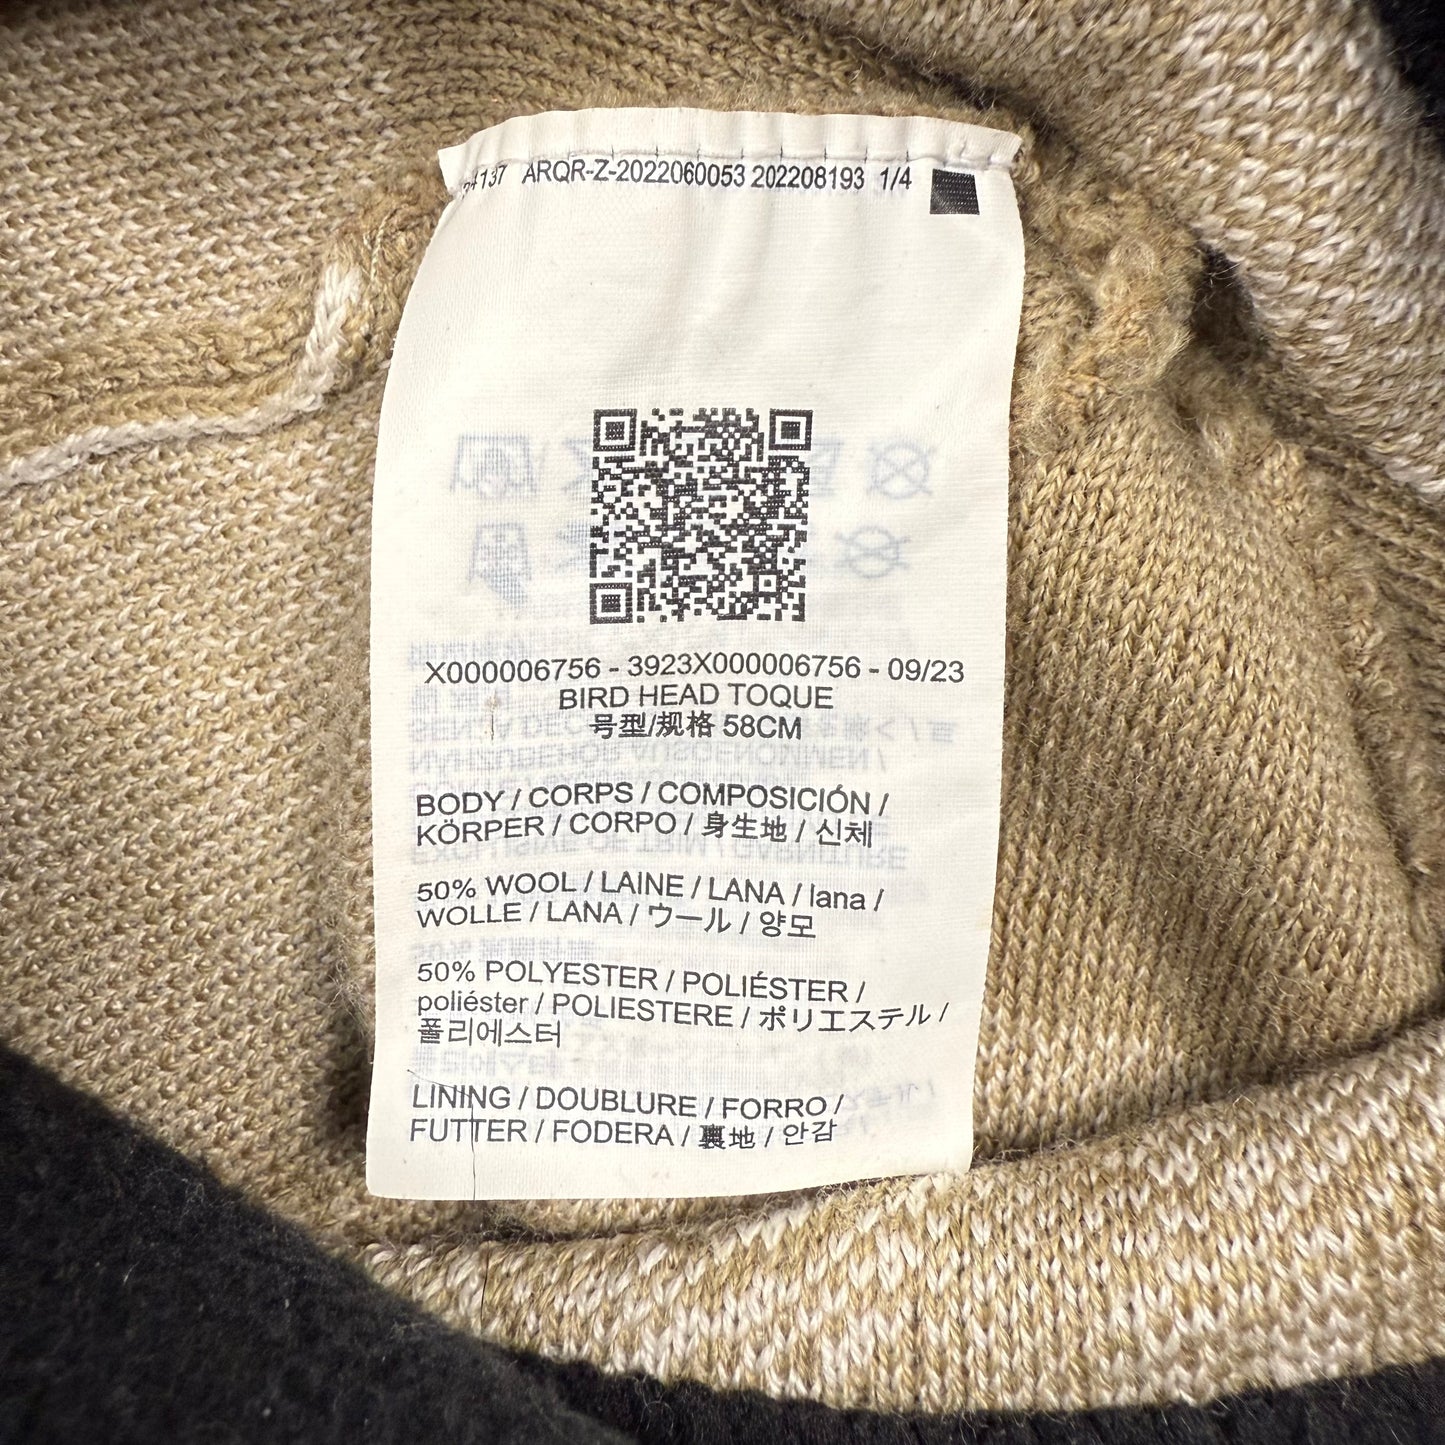 ARQR-Z-2022060053 202208193 1/4
X000006756 - 3923X000006756 - 09/23
BIRD HEAD TOQUE
号型/规格 58CM
BODY / CORPS / COMPOSICIÓN /
KÖRPER / CORPO / 身生地 / 신체
50% WOOL / LAINE / LANA / lana /
WOLLE / LANA / ウール / 양모
50% POLYESTER / POLIÉSTER /
poliéster / POLIESTERE / ポリエステル /
폴리에스터
LINING / DOUBLURE / FORRO /
FUTTER / FODERA / 裏地 / 안감